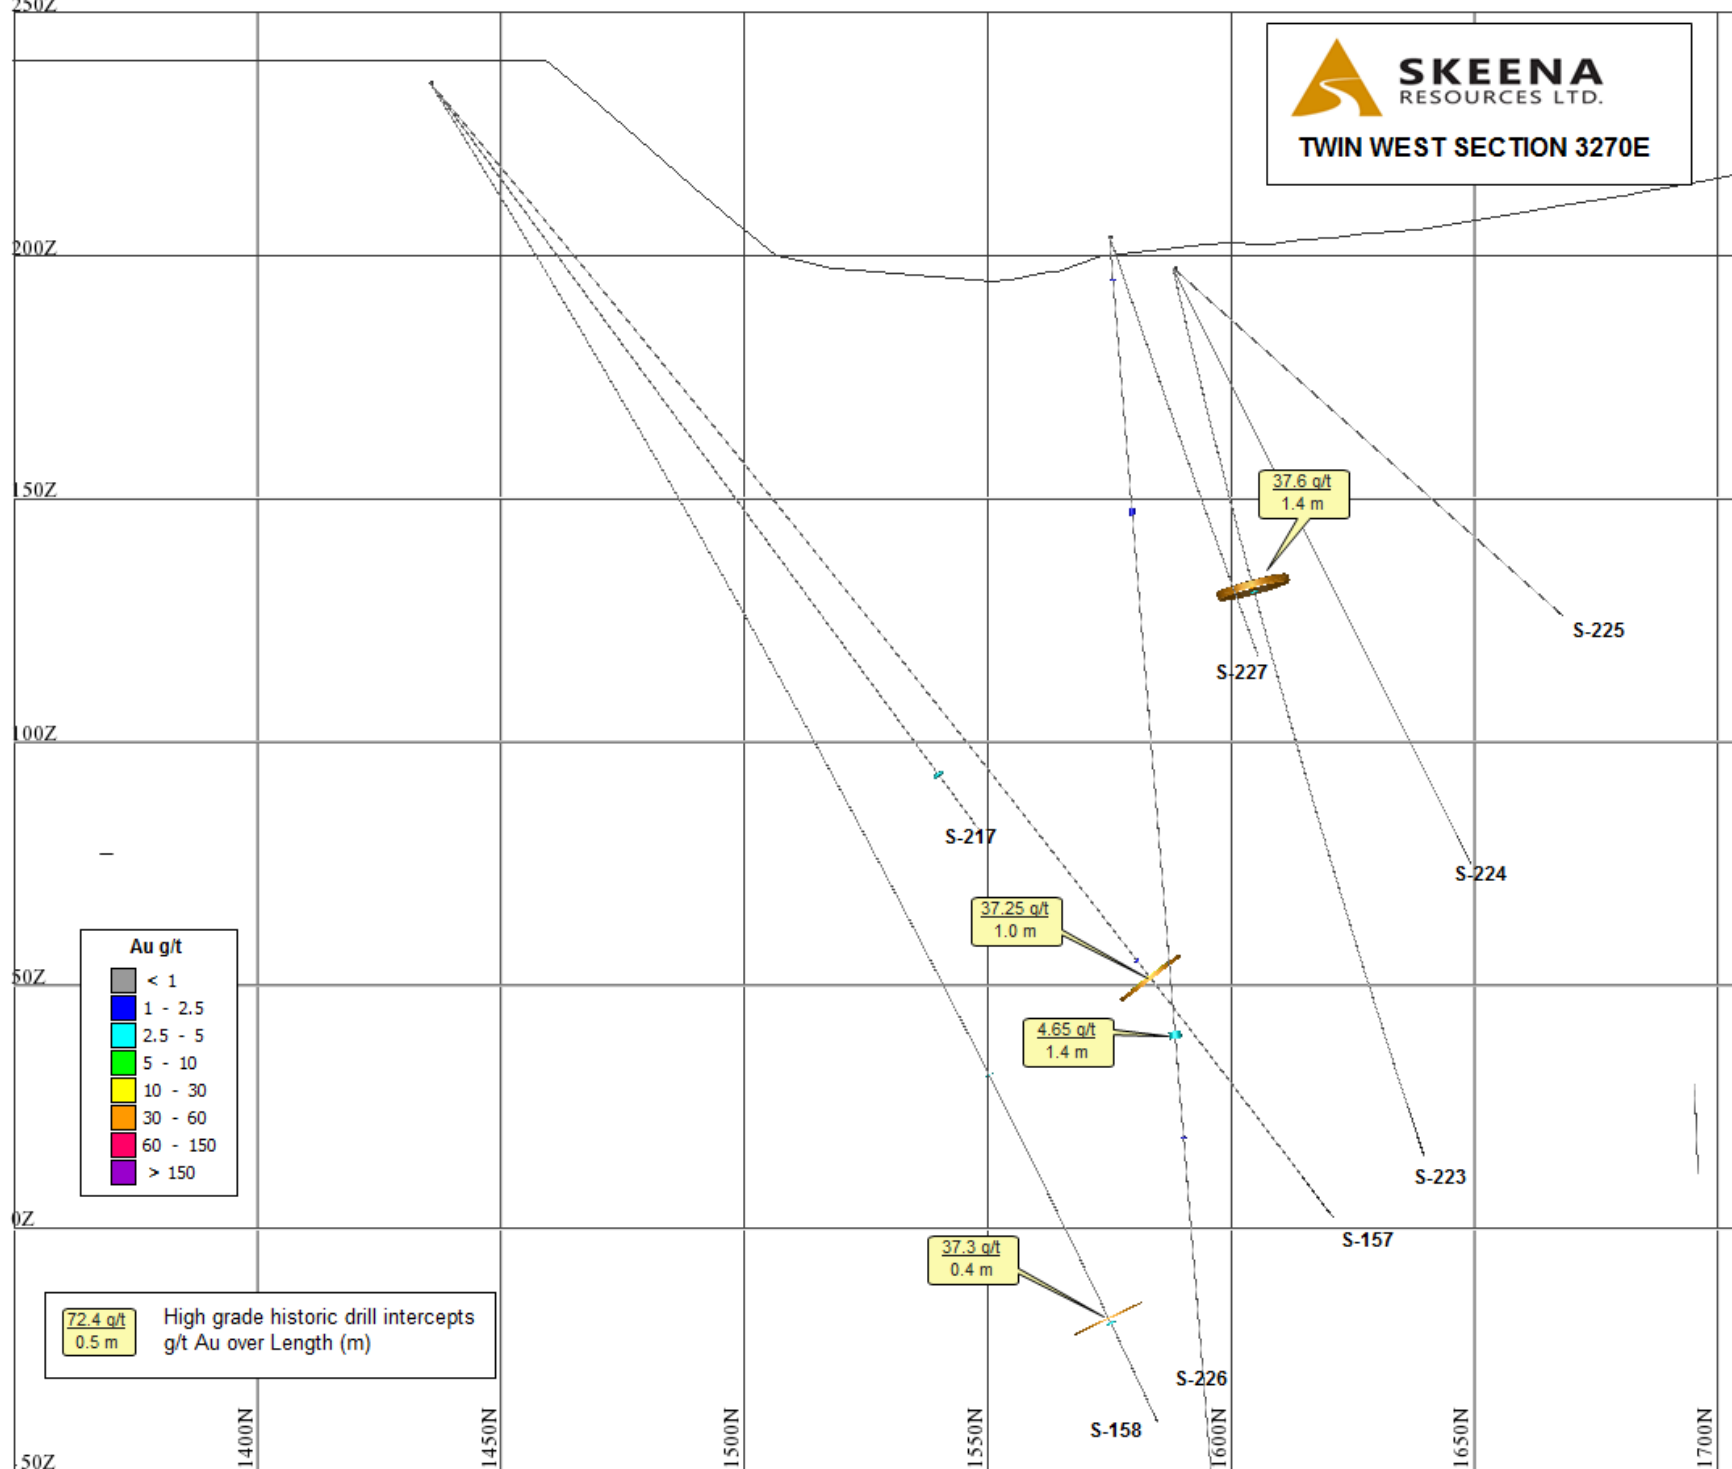 250Z
SKEENA
RESOURCES LTD.
TWIN WEST SECTION 3270E
200Z
150Z
37.6 g/t
1.4 m
S-225
S-227
100Z
S-217
S-224
37.25 g/t
1.0 m
Au g/t
< 1
1 - 2.5
2.5 - 5
5 - 10
10 - 30
30 - 60
60 - 150
> 150
50Z
4.65 g/t
1.4 m
S-223
0Z
S-157
37.3 g/t
0.4 m
72.4 g/t
0.5 m
High grade historic drill intercepts
g/t Au over Length (m)
S-226
S-158
1400N
1450N
1500N
1550N
1600N
1650N
1700N
50Z